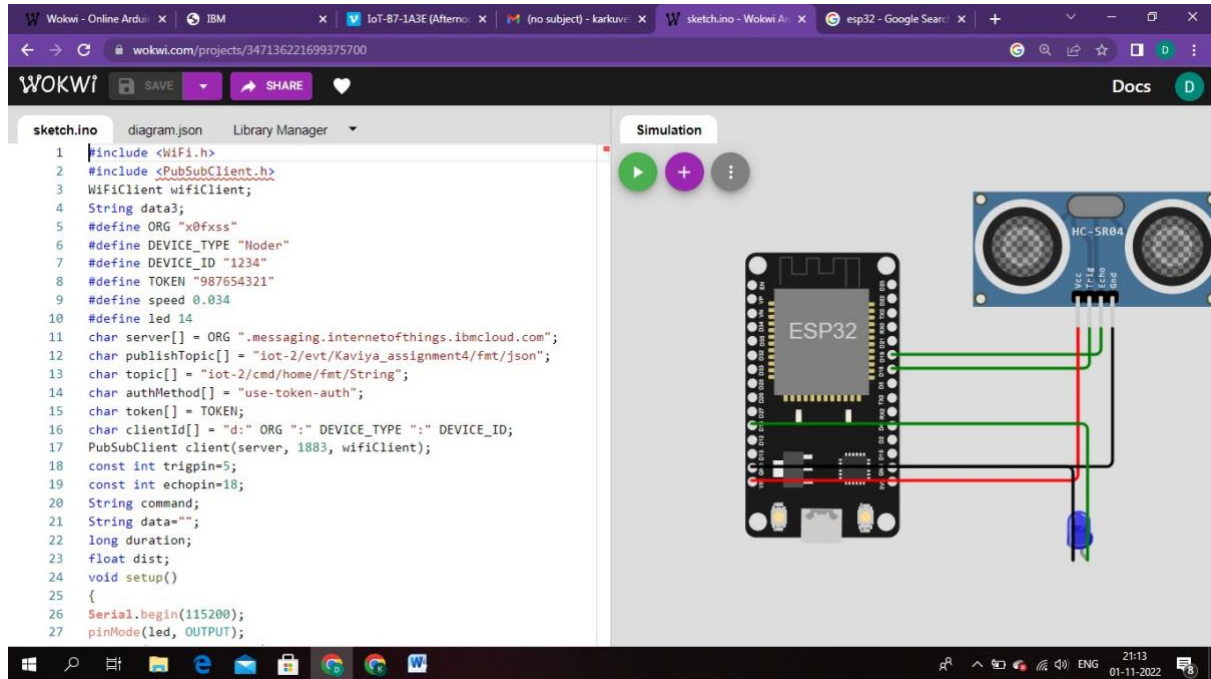 Wokwi - Online Ardui
IBM
IoT-B7-1A3E (Afterno
(no subject) - karkuve
sketch.ino - Wokwi Ar
esp32 - Google Search
wokwi.com/projects/347136221699375700
WOKWi
SAVE
SHARE
Docs
D
sketch.ino diagram.json Library Manager
Simulation
1 #include <WiFi.h>
2 #include <PubSubClient.h>
3 WiFiClient wifiClient;
4 String data3;
5 #define ORG "x0fxss"
6 #define DEVICE_TYPE "Noder"
7 #define DEVICE_ID "1234"
8 #define TOKEN "987654321"
9 #define speed 0.034
10 #define led 14
11 char server[] = ORG ".messaging.internetofthings.ibmcloud.com";
12 char publishTopic[] = "iot-2/evt/Kaviya_assignment4/fmt/json";
13 char topic[] = "iot-2/cmd/home/fmt/String";
14 char authMethod[] = "use-token-auth";
15 char token[] = TOKEN;
16 char clientId[] = "d:" ORG ":" DEVICE_TYPE ":" DEVICE_ID;
17 PubSubClient client(server, 1883, wifiClient);
18 const int trigpin=5;
19 const int echopin=18;
20 String command;
21 String data="";
22 long duration;
23 float dist;
24 void setup()
25 {
26 Serial.begin(115200);
27 pinMode(led, OUTPUT);
HC-SR04
Vcc
Trig
Echo
Gnd
ESP32
ENG
21:13
01-11-2022